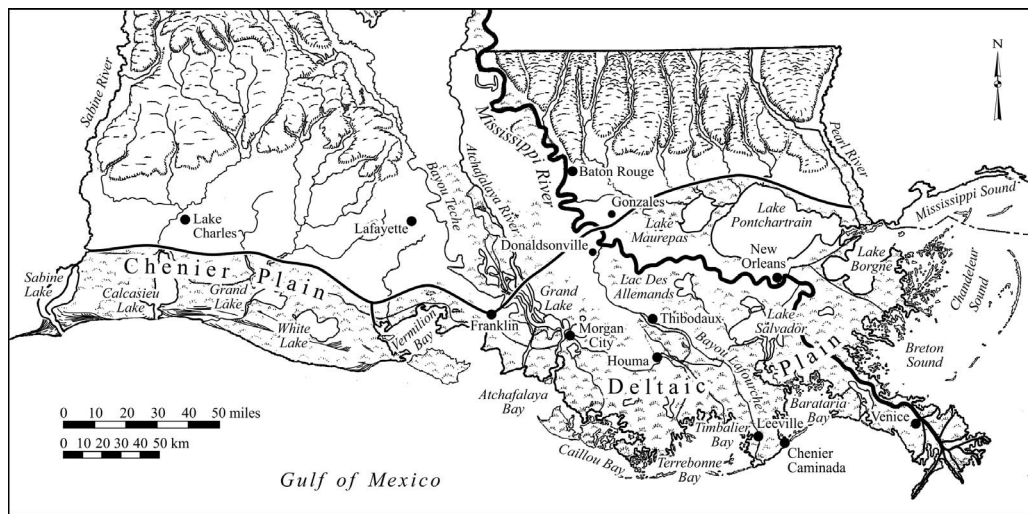 N
Sabine River
Mississippi River
Atchafalaya River
Bayou Teche
Pearl River
Baton Rouge
Mississippi Sound
Gonzales
Lake
Pontchartrain
Lake
Charles
Lafayette
Lake
Maurepas
Donaldsonville
New
Orleans
Lake
Borgne
Chandeleur
Sound
Sabine
Lake
Chenier Plain
Calcasieu
Lake
Grand
Lake
White
Lake
Vermilion
Bay
Franklin
Grand
Lake
Lac Des
Allemands
Morgan
City
Thibodaux
Lake
Salvador
Houma
Bayou Lafourche
Deltaic Plain
Breton
Sound
Atchafalaya
Bay
Barataria
Bay
Venice
Timbalier
Bay
Leeville
Caillou Bay
Terrebonne
Bay
Chenier
Caminada
0 10 20 30 40 50 miles
0 10 20 30 40 50 km
Gulf of Mexico